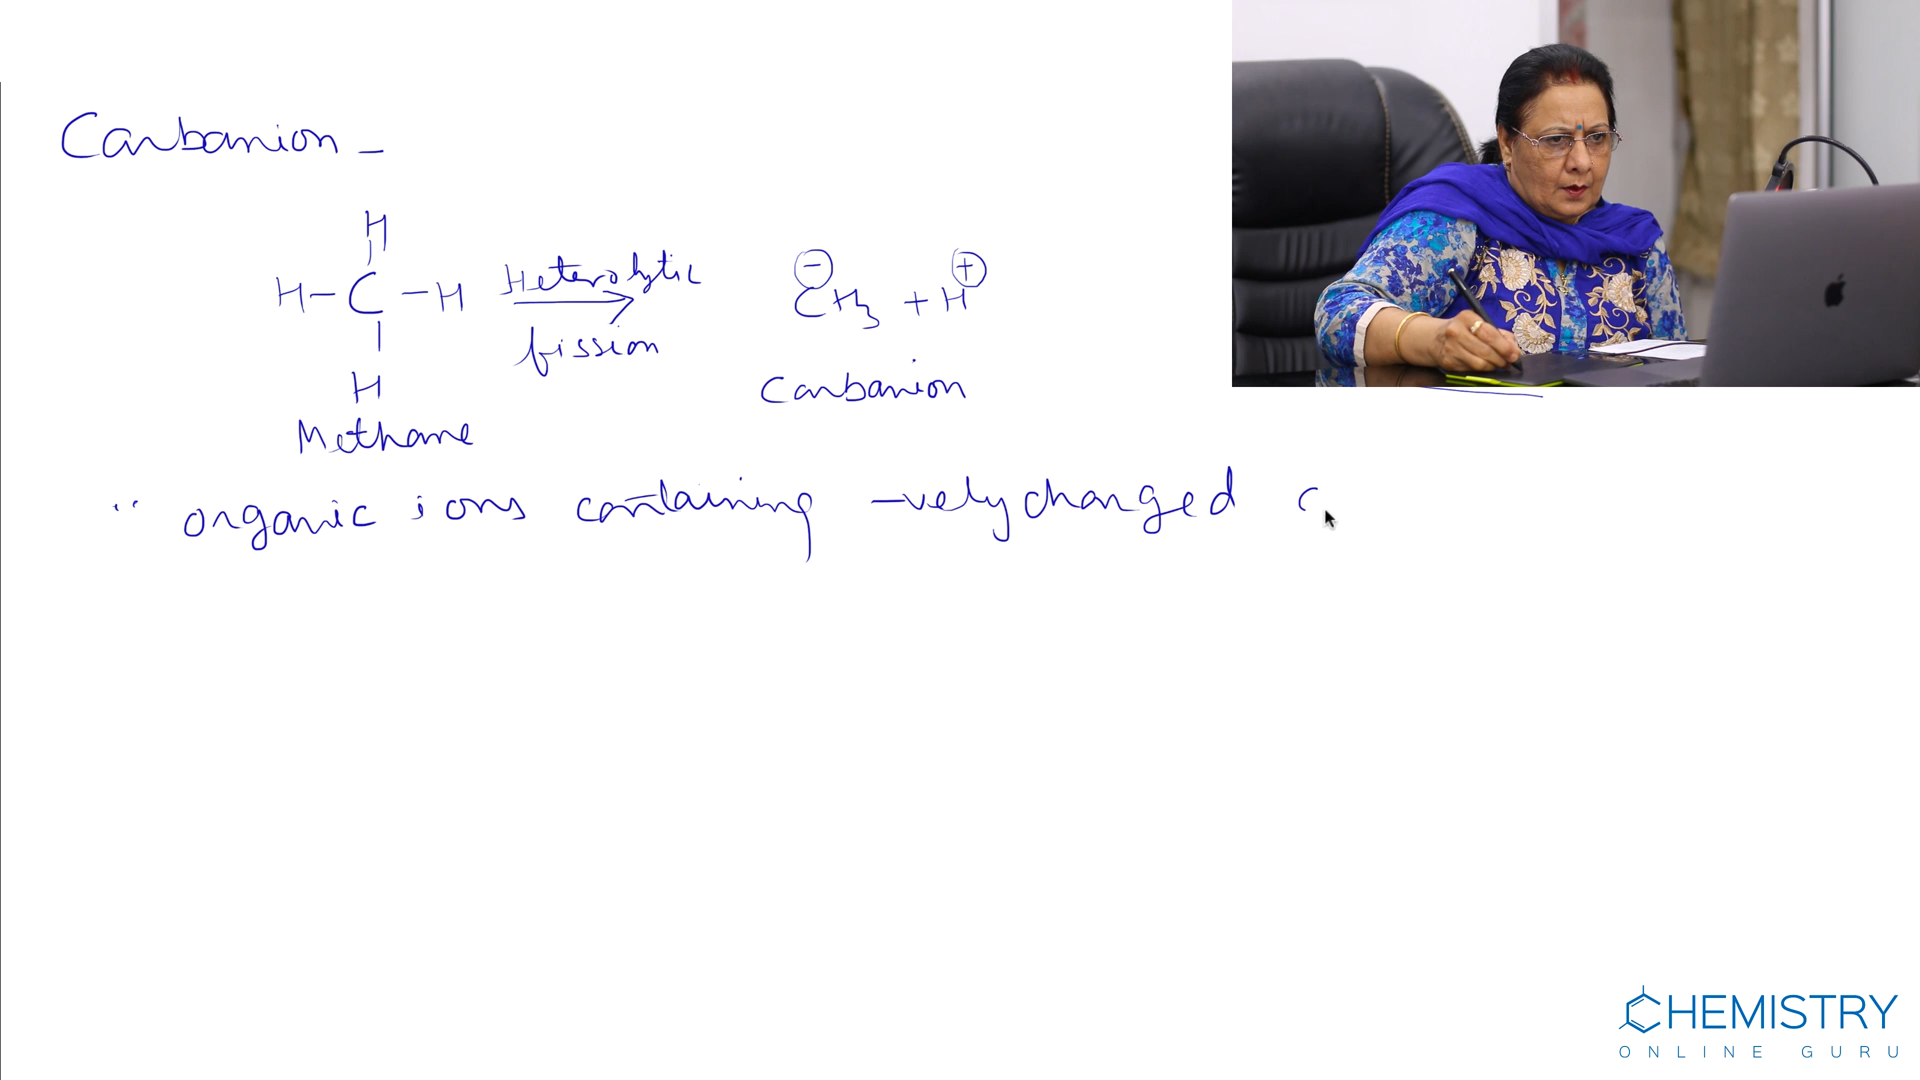 Carbanion -
H
H-C-H Heterolytic ⊖CH3 + H⊕
fission
H Carbanion
Methane
" organic ions containing -vely charged c
CHEMISTRY
ONLINE GURU